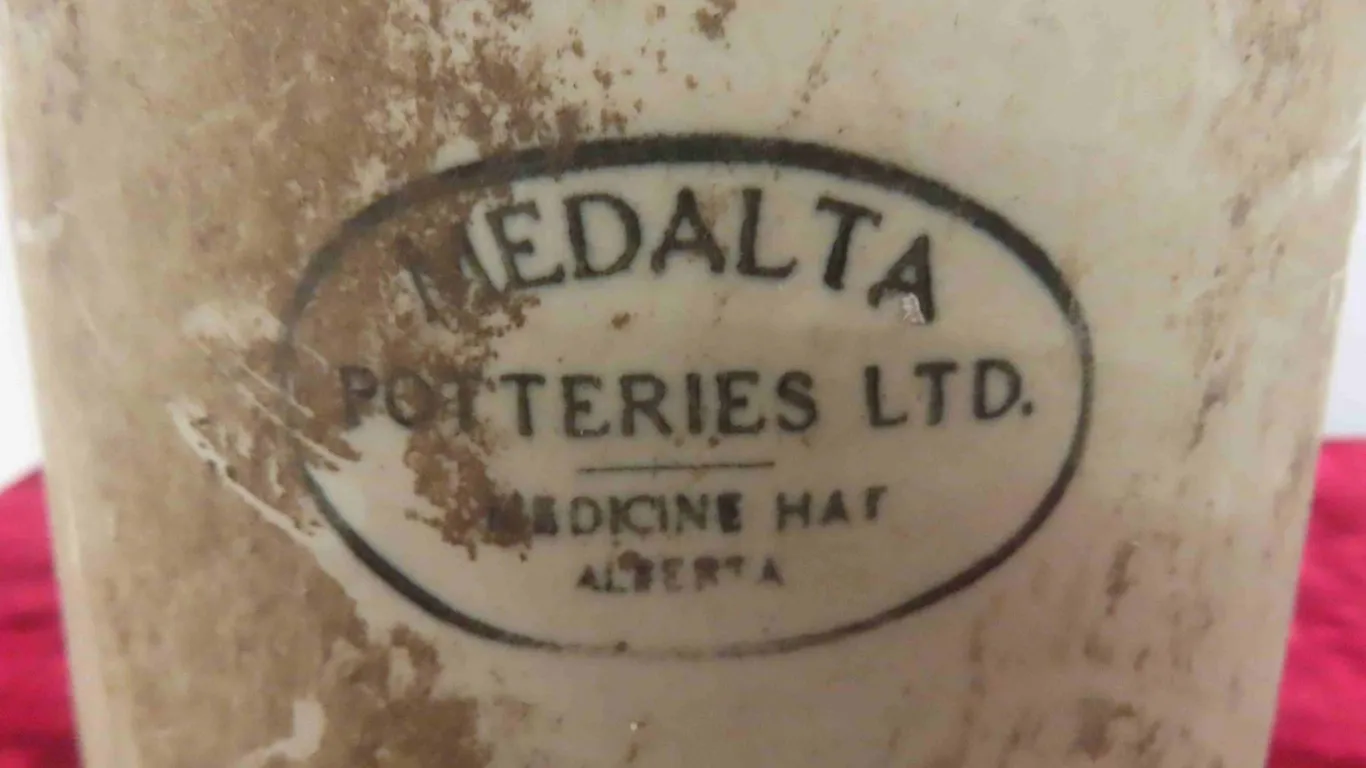 MEDALTA
POTTERIES LTD.
MEDICINE HAT
ALBERTA